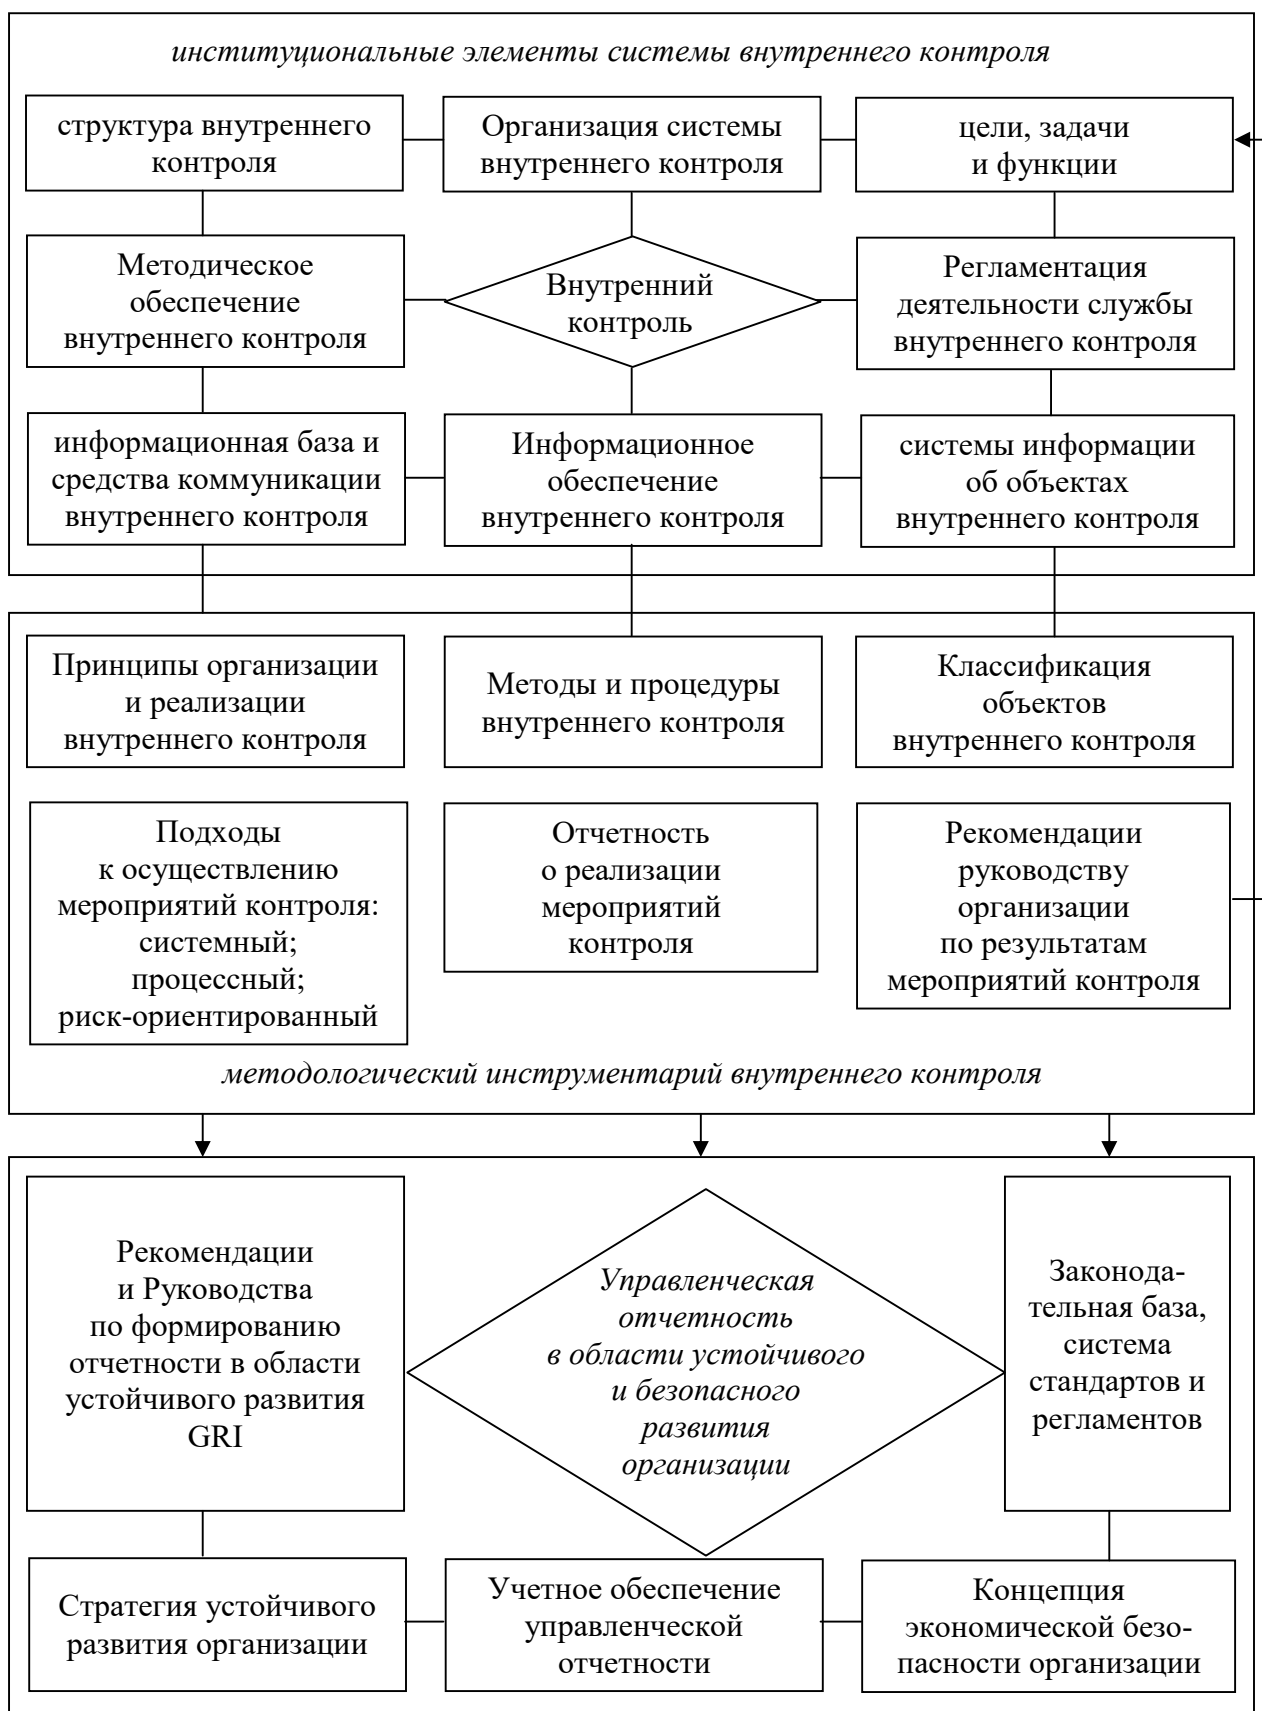 институциональные элементы системы внутреннего контроля
структура внутреннего
контроля
Организация системы
внутреннего контроля
цели, задачи
и функции
Методическое
обеспечение
внутреннего контроля
Внутренний
контроль
Регламентация
деятельности службы
внутреннего контроля
информационная база и
средства коммуникации
внутреннего контроля
Информационное
обеспечение
внутреннего контроля
системы информации
об объектах
внутреннего контроля
Принципы организации
и реализации
внутреннего контроля
Методы и процедуры
внутреннего контроля
Классификация
объектов
внутреннего контроля
Подходы
к осуществлению
мероприятий контроля:
системный;
процессный;
риск-ориентированный
Отчетность
о реализации
мероприятий
контроля
Рекомендации
руководству
организации
по результатам
мероприятий контроля
методологический инструментарий внутреннего контроля
Рекомендации
и Руководства
по формированию
отчетности в области
устойчивого развития
GRI
Управленческая
отчетность
в области устойчивого
и безопасного
развития
организации
Законода-
тельная база,
система
стандартов и
регламентов
Стратегия устойчивого
развития организации
Учетное обеспечение
управленческой
отчетности
Концепция
экономической безо-
пасности организации